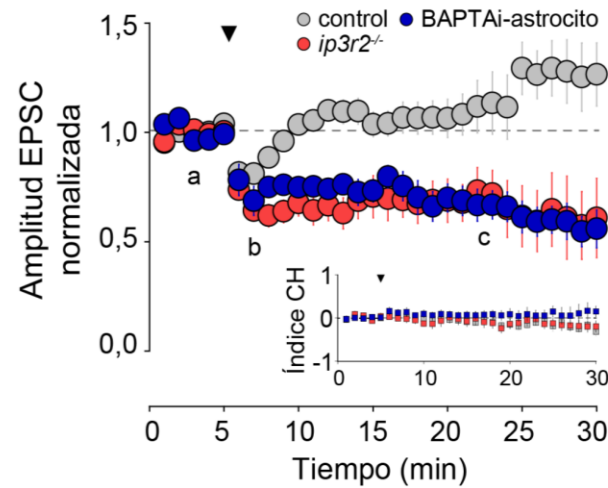 control BAPTAi-astrocito
ip3r2-/-
1,5
1,0
0,5
0,0
Amplitud EPSC
normalizada
a
b
c
Índice CH
1
0
-1
0 10 20 30
0 5 10 15 20 25 30
Tiempo (min)